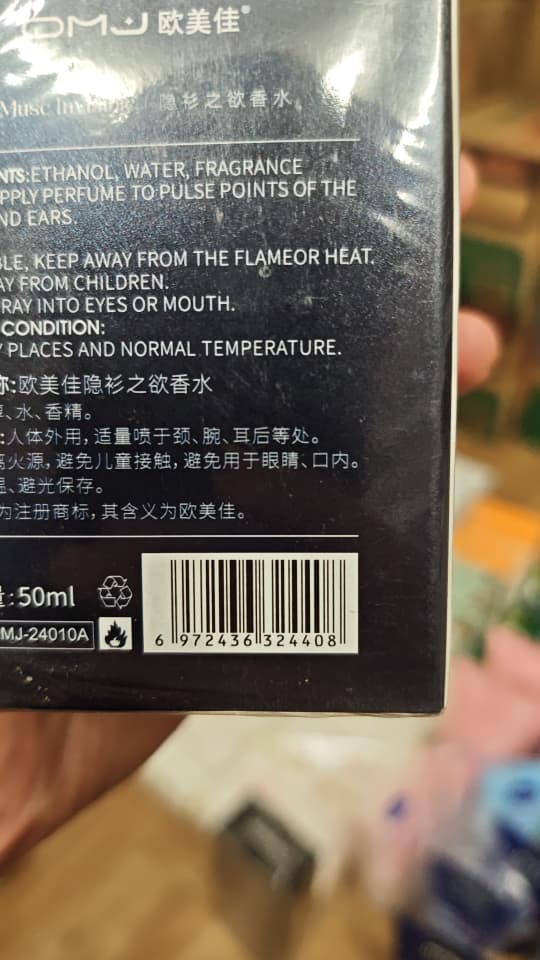 OMJ 欧美佳®
Musc In 隐衫之欲香水
NTS:ETHANOL, WATER, FRAGRANCE
PPLY PERFUME TO PULSE POINTS OF THE
ND EARS.
BLE, KEEP AWAY FROM THE FLAMEOR HEAT.
AY FROM CHILDREN.
RAY INTO EYES OR MOUTH.
CONDITION:
Y PLACES AND NORMAL TEMPERATURE.
称:欧美佳隐衫之欲香水
、水、香精。
:人体外用,适量喷于颈、腕、耳后等处。
离火源,避免儿童接触,避免用于眼睛、口内。
温、避光保存。
为注册商标,其含义为欧美佳。
量:50ml
MJ-24010A
6 972436 324408